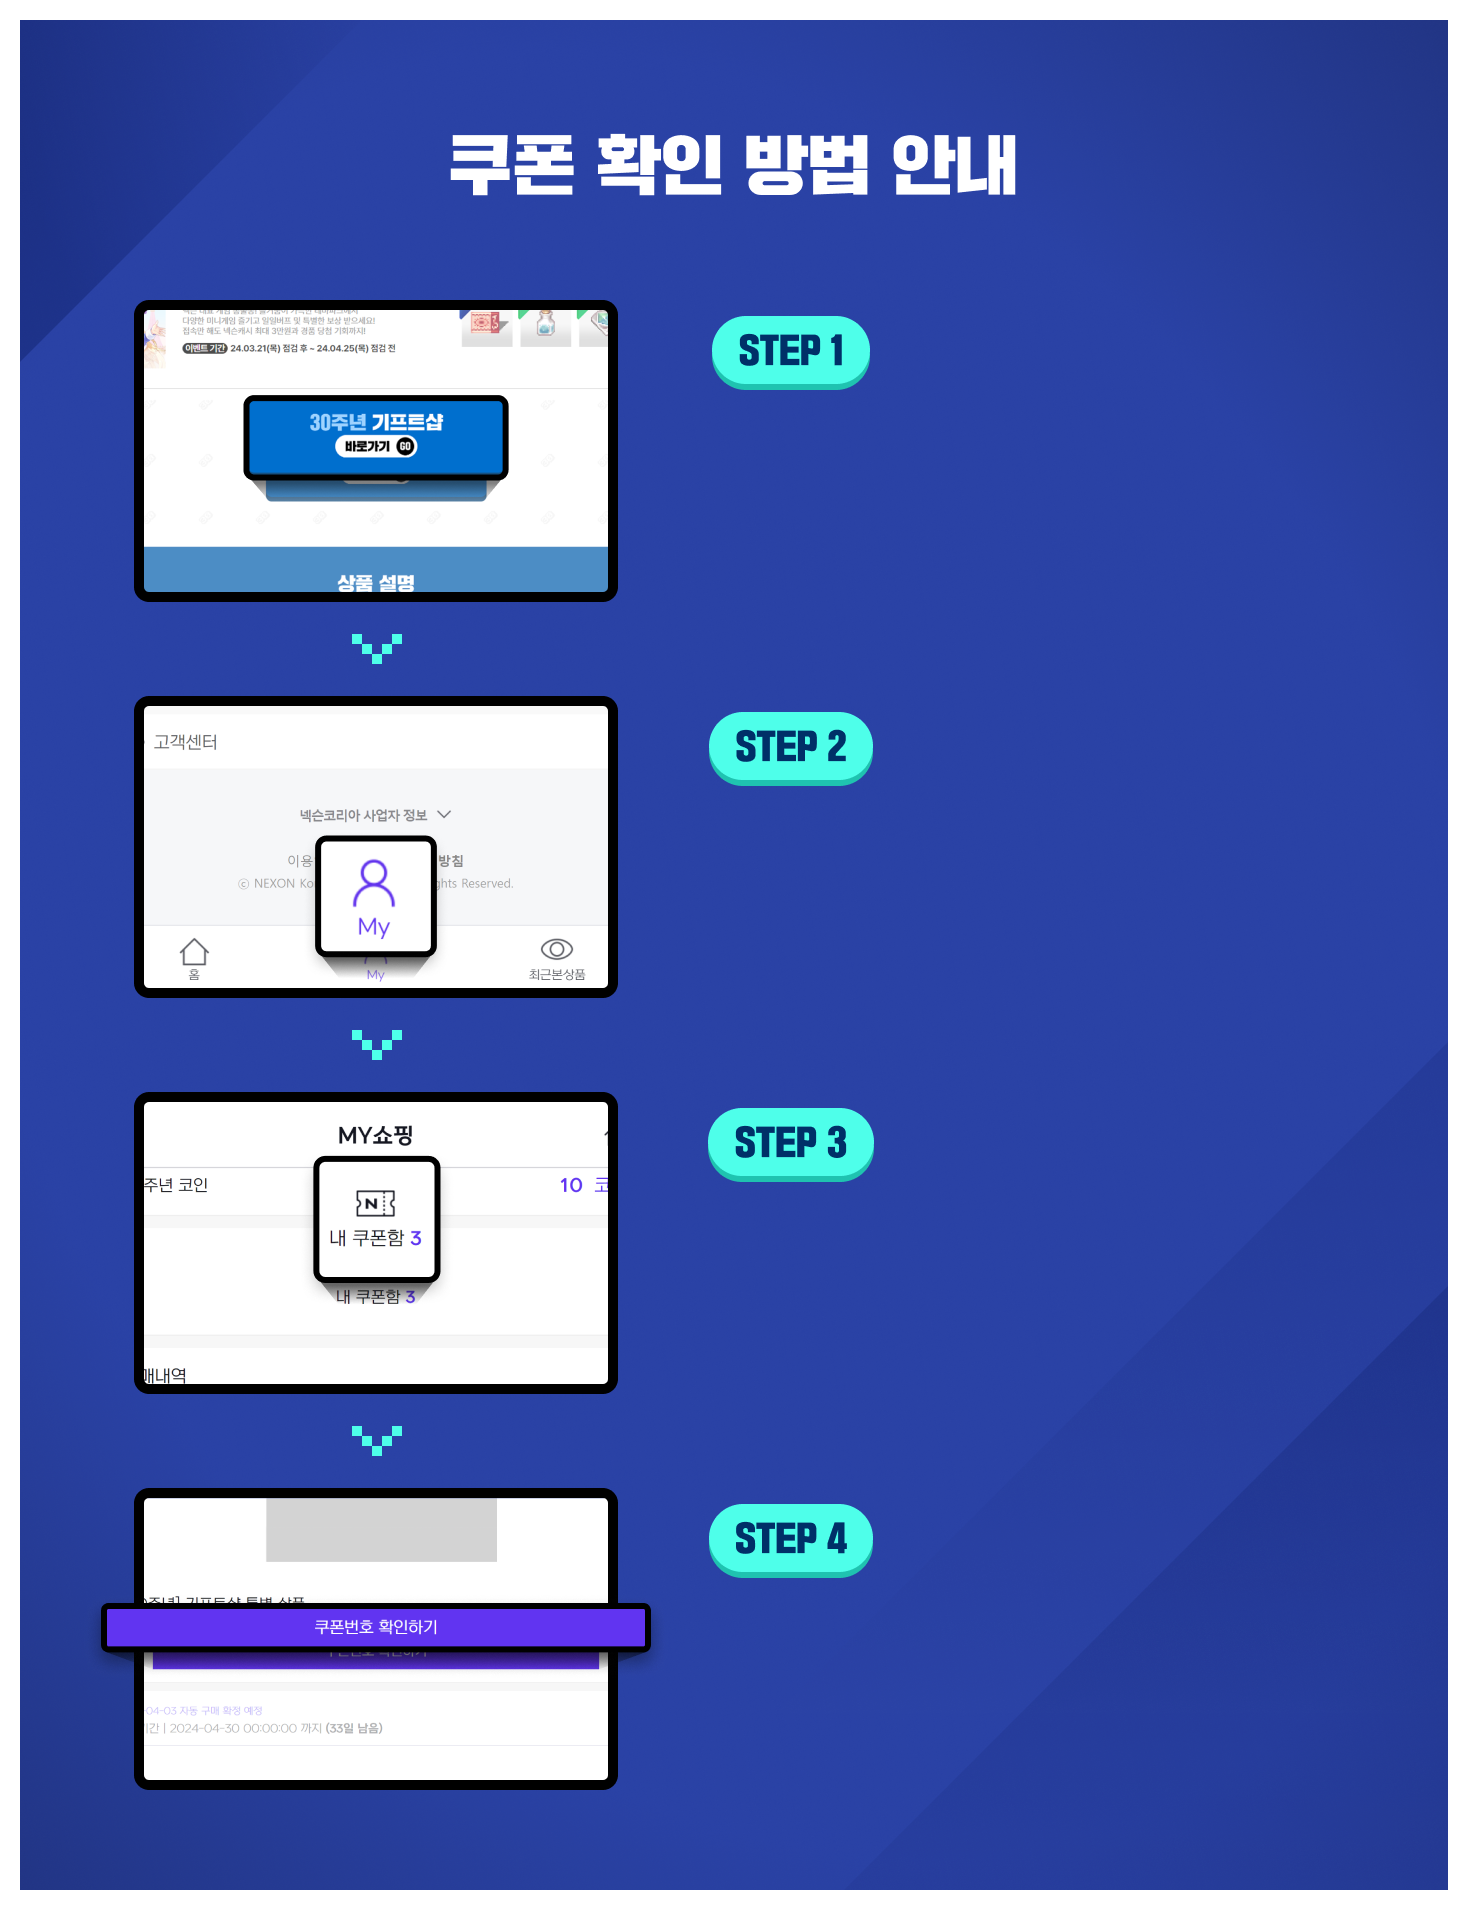 쿠폰 확인 방법 안내
다양한 미니게임 즐기고 일일버프 및 특별한 보상 받으세요!
접속만 해도 넥슨캐시 최대 3만원과 경품 당첨 기회까지!
이벤트 기간 24.03.21(목) 점검 후 ~ 24.04.25(목) 점검 전
30주년 기프트샵
바로가기 GO
상품 설명
STEP 1
고객센터
넥슨코리아 사업자 정보
이용 방침
ⓒ NEXON Ko ghts Reserved.
My
홈
My
최근본상품
STEP 2
MY쇼핑
주년 코인
10 코
N
내 쿠폰함 3
내 쿠폰함 3
매내역
STEP 3
주년] 기프트샵 특별 상품
쿠폰번호 확인하기
쿠폰번호 확인하기
-04-03 자동 구매 확정 예정
기간 | 2024-04-30 00:00:00 까지 (33일 남음)
STEP 4